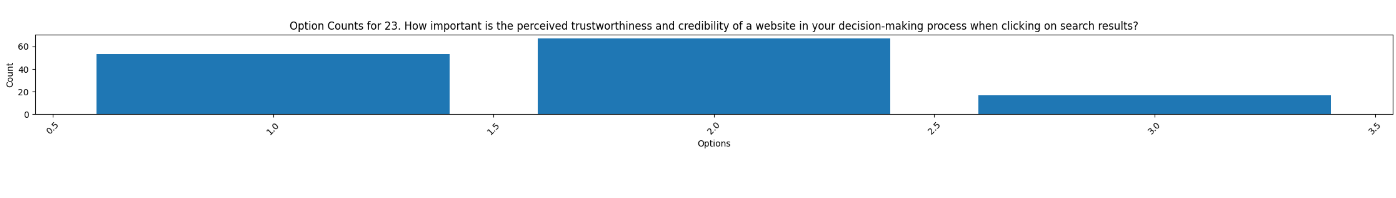 Option Counts for 23. How important is the perceived trustworthiness and credibility of a website in your decision-making process when clicking on search results?
Count
60
40
20
0
0.5 1.0 1.5 2.0 2.5 3.0 3.5
Options